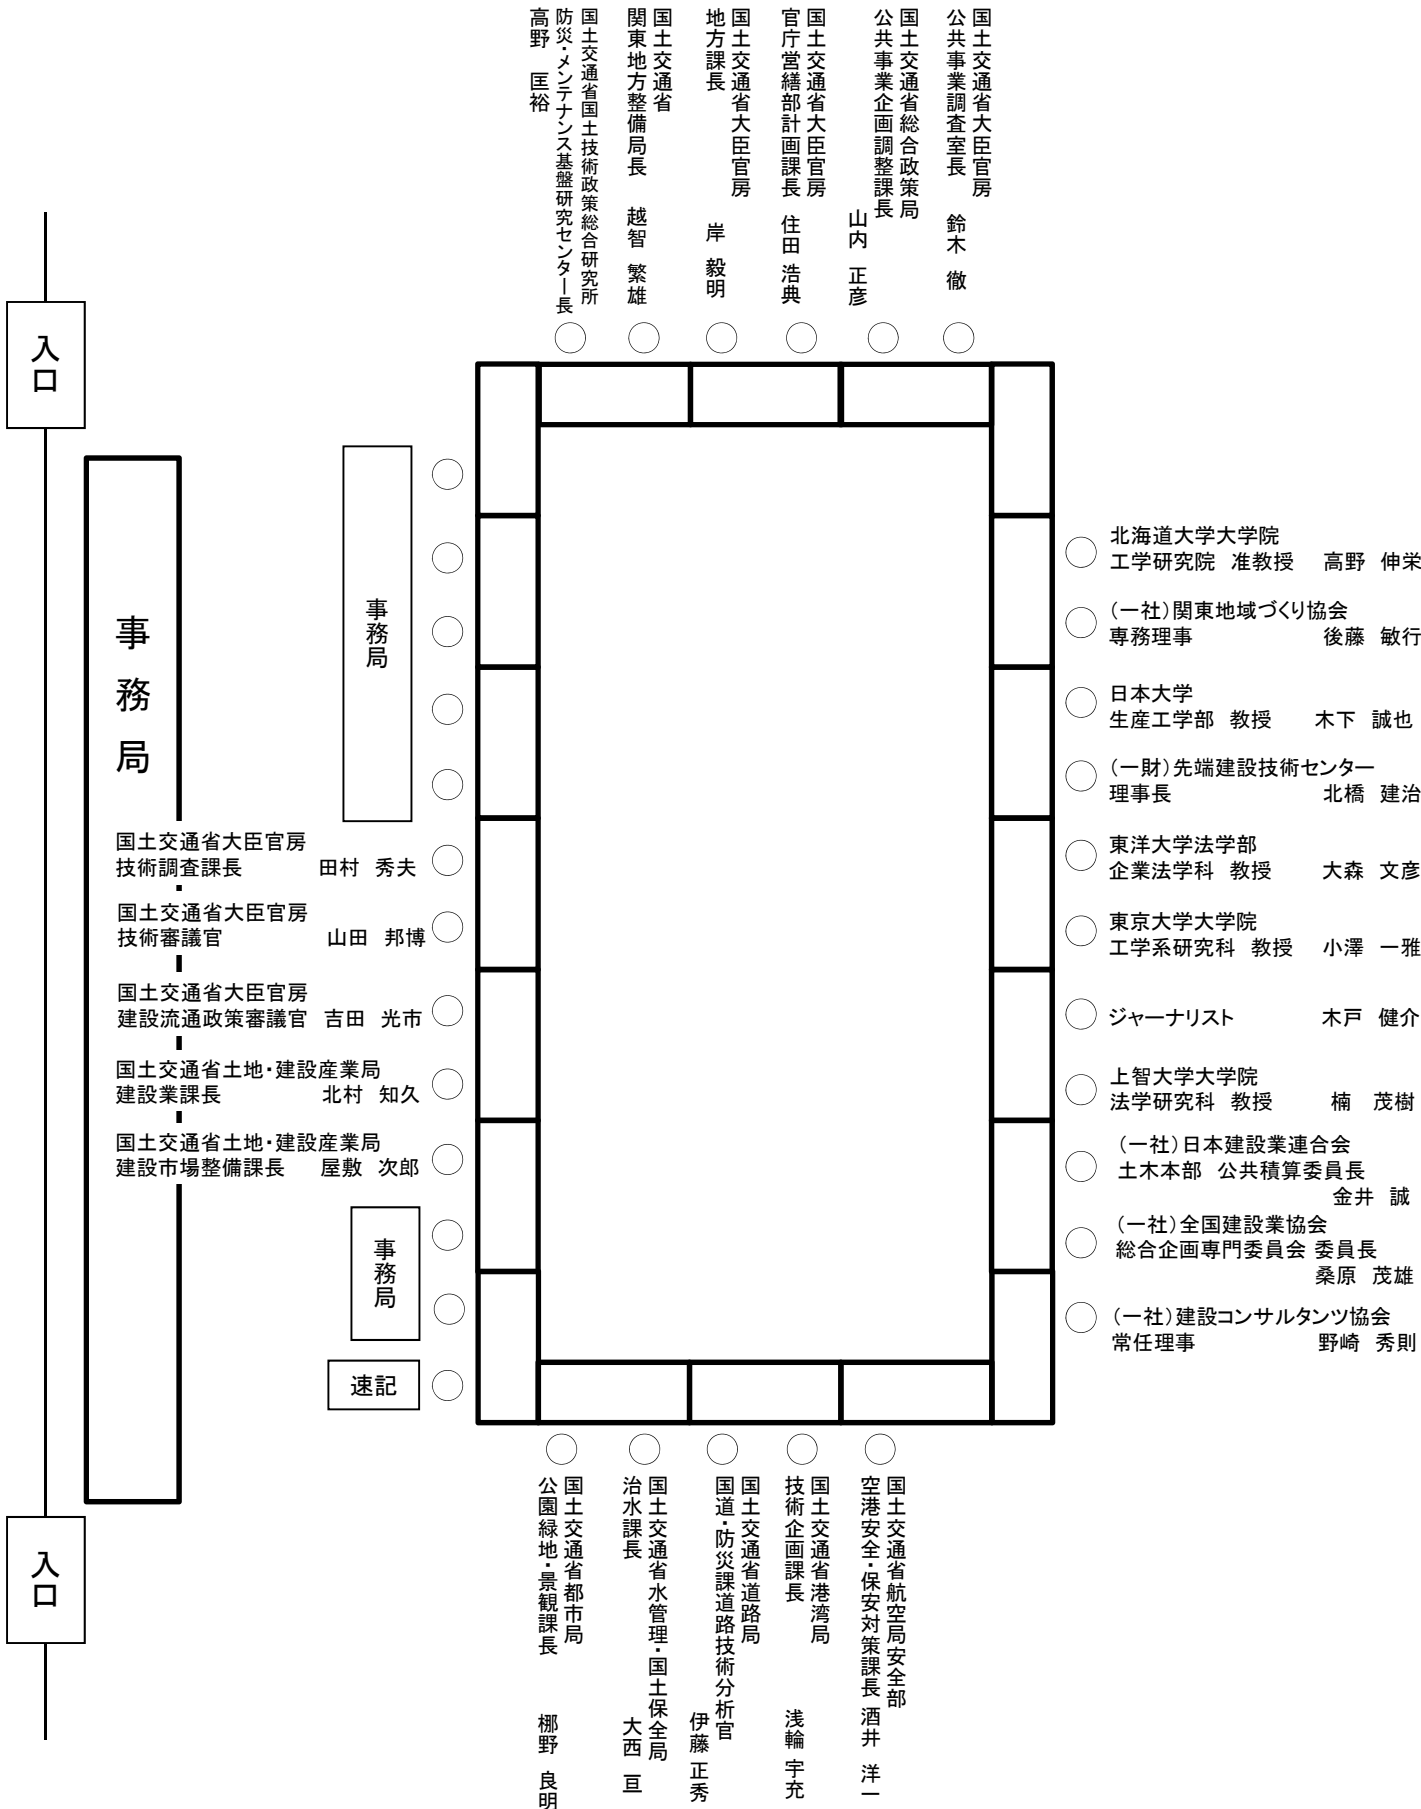 国土交通省大臣官房
公共事業調査室長 鈴木 徹
国土交通省総合政策局
公共事業企画調整課長
山内 正彦
国土交通省大臣官房
官庁営繕部計画課長 住田 浩典
国土交通省大臣官房
地方課長 岸 毅明
国土交通省
関東地方整備局長 越智 繁雄
国土交通省国土技術政策総合研究所
防災・メンテナンス基盤研究センター長
高野 匡裕
入口
事務局
事務局
国土交通省大臣官房
技術調査課長 田村 秀夫
国土交通省大臣官房
技術審議官 山田 邦博
国土交通省大臣官房
建設流通政策審議官 吉田 光市
国土交通省土地・建設産業局
建設業課長 北村 知久
国土交通省土地・建設産業局
建設市場整備課長 屋敷 次郎
事務局
速記
入口
北海道大学大学院
工学研究院 准教授 高野 伸栄
（一社）関東地域づくり協会
専務理事 後藤 敏行
日本大学
生産工学部 教授 木下 誠也
（一財）先端建設技術センター
理事長 北橋 建治
東洋大学法学部
企業法学科 教授 大森 文彦
東京大学大学院
工学系研究科 教授 小澤 一雅
ジャーナリスト 木戸 健介
上智大学大学院
法学研究科 教授 楠 茂樹
（一社）日本建設業連合会
土木本部 公共積算委員長
金井 誠
（一社）全国建設業協会
総合企画専門委員会 委員長
桑原 茂雄
（一社）建設コンサルタンツ協会
常任理事 野崎 秀則
国土交通省航空局安全部
空港安全・保安対策課長 酒井 洋一
国土交通省港湾局
技術企画課長 浅輪 宇充
国土交通省道路局
国道・防災課道路技術分析官
伊藤 正秀
国土交通省水管理・国土保全局
治水課長 大西 亘
国土交通省都市局
公園緑地・景観課長 梛野 良明